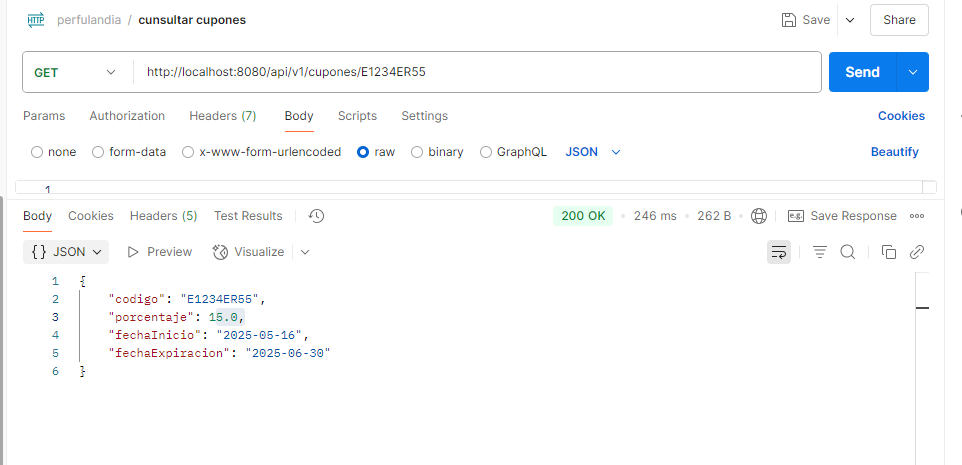 HTTP perfulandia / cunsultar cupones Save Share
GET http://localhost:8080/api/v1/cupones/E1234ER55 Send
Params Authorization Headers (7) Body Scripts Settings Cookies
none form-data x-www-form-urlencoded raw binary GraphQL JSON Beautify
1
Body Cookies Headers (5) Test Results 200 OK • 246 ms • 262 B • e.g. Save Response
{} JSON Preview Visualize
1 {
2 "codigo": "E1234ER55",
3 "porcentaje": 15.0,
4 "fechaInicio": "2025-05-16",
5 "fechaExpiracion": "2025-06-30"
6 }